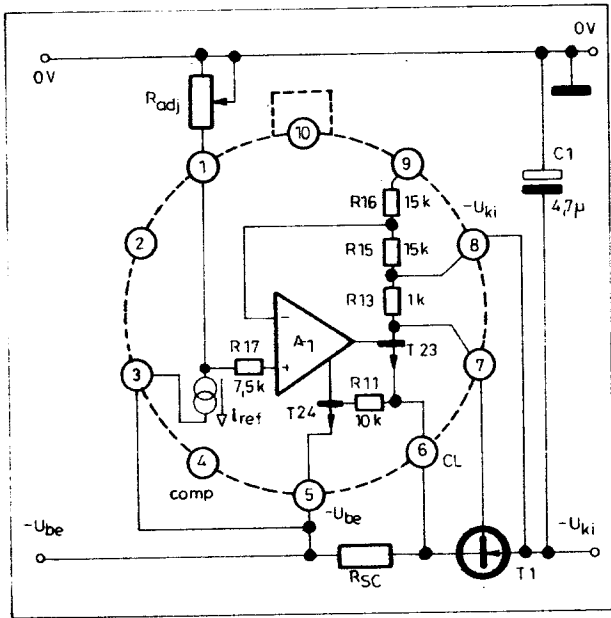 0V
0V
Radj
10
1
9
R16
15k
C1
-Uki
2
8
4,7μ
R15
15k
R13
1k
-
A1
R17
+
7,5k
T23
7
3
iref
T24
R11
10k
6
CL
4
comp
5
-Ube
-Ube
-Uki
RSC
T1